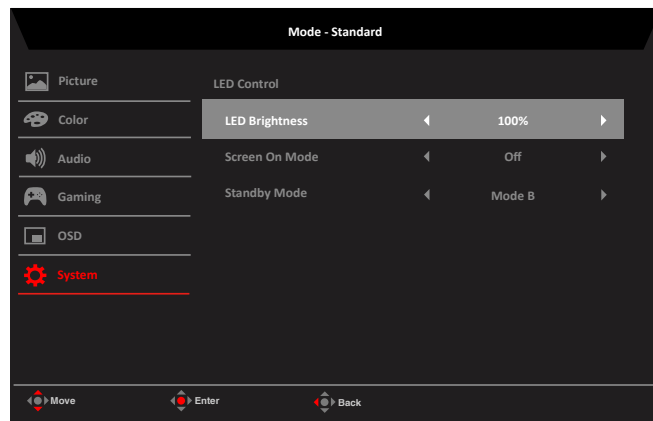 Mode - Standard
Picture
Color
Audio
Gaming
OSD
System
LED Control
LED Brightness 100%
Screen On Mode Off
Standby Mode Mode B
Move Enter Back